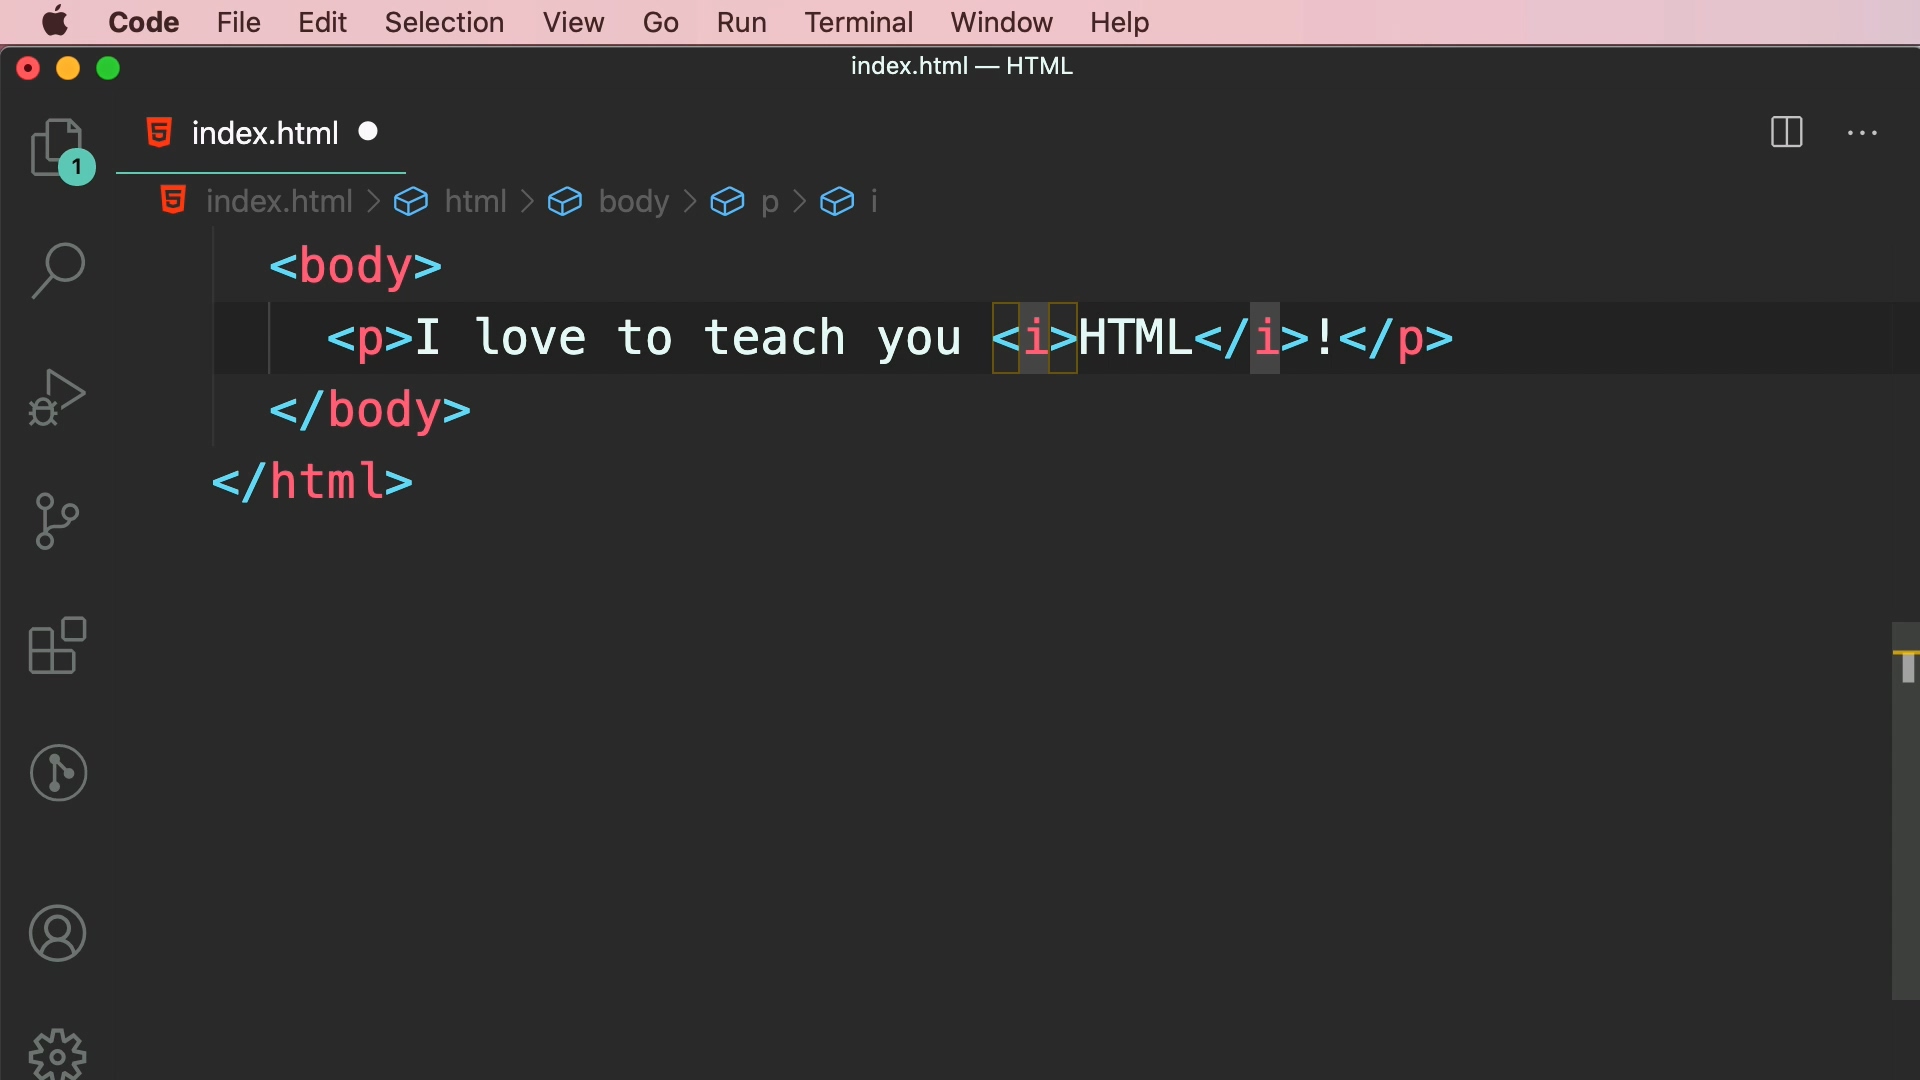 Code File Edit Selection View Go Run Terminal Window Help
index.html — HTML
index.html
1
index.html > html > body > p > i
<body>
<p>I love to teach you <i>HTML</i>!</p>
</body>
</html>